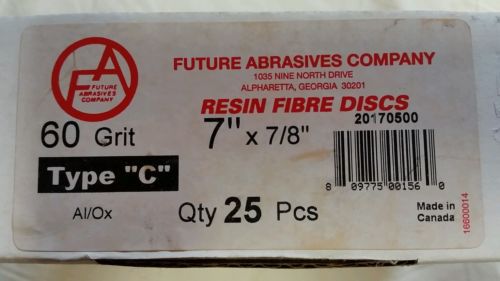 FA
FUTURE
ABRASIVES
COMPANY
FUTURE ABRASIVES COMPANY
1035 NINE NORTH DRIVE
ALPHARETTA, GEORGIA 30201
RESIN FIBRE DISCS
60 Grit
7" x 7/8"
20170500
Type "C"
8 09775 00156 0
Al/Ox
Qty 25 Pcs
Made in
Canada
16600014